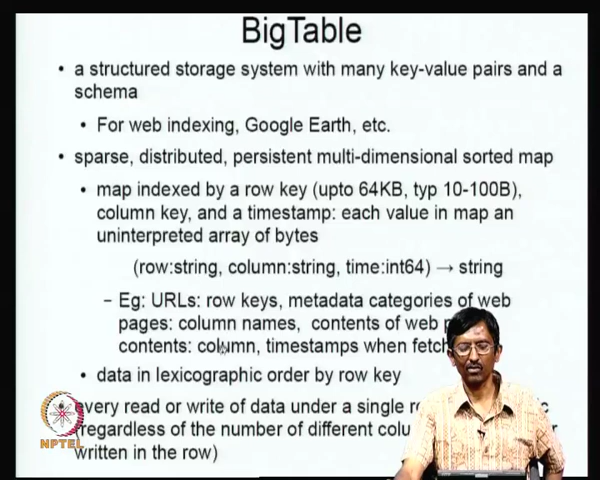 BigTable
• a structured storage system with many key-value pairs and a
schema
• For web indexing, Google Earth, etc.
• sparse, distributed, persistent multi-dimensional sorted map
• map indexed by a row key (upto 64KB, typ 10-100B),
column key, and a timestamp: each value in map an
uninterpreted array of bytes
(row:string, column:string, time:int64) → string
– Eg: URLs: row keys, metadata categories of web
pages: column names, contents of web
contents: column, timestamps when
• data in lexicographic order by row key
every read or write of data under a single
(regardless of the number of different
written in the row)
NPTEL